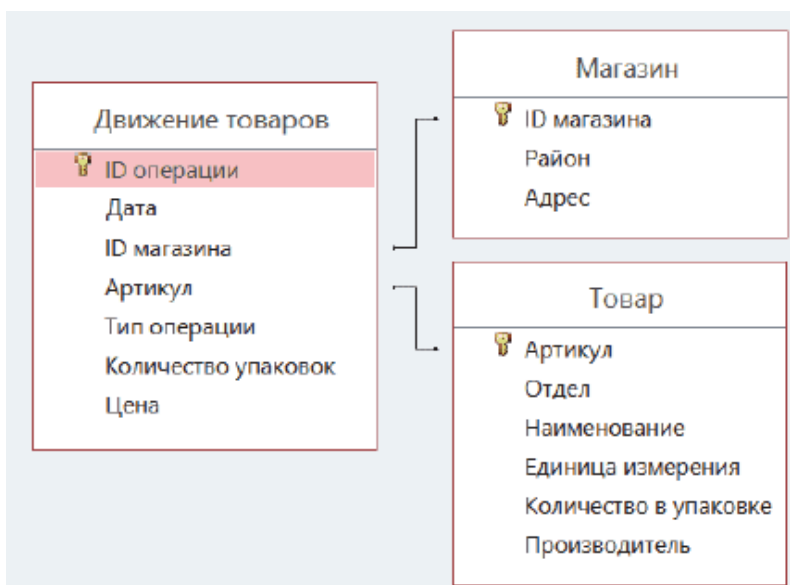 Движение товаров
ID операции
Дата
ID магазина
Артикул
Тип операции
Количество упаковок
Цена
Магазин
ID магазина
Район
Адрес
Товар
Артикул
Отдел
Наименование
Единица измерения
Количество в упаковке
Производитель